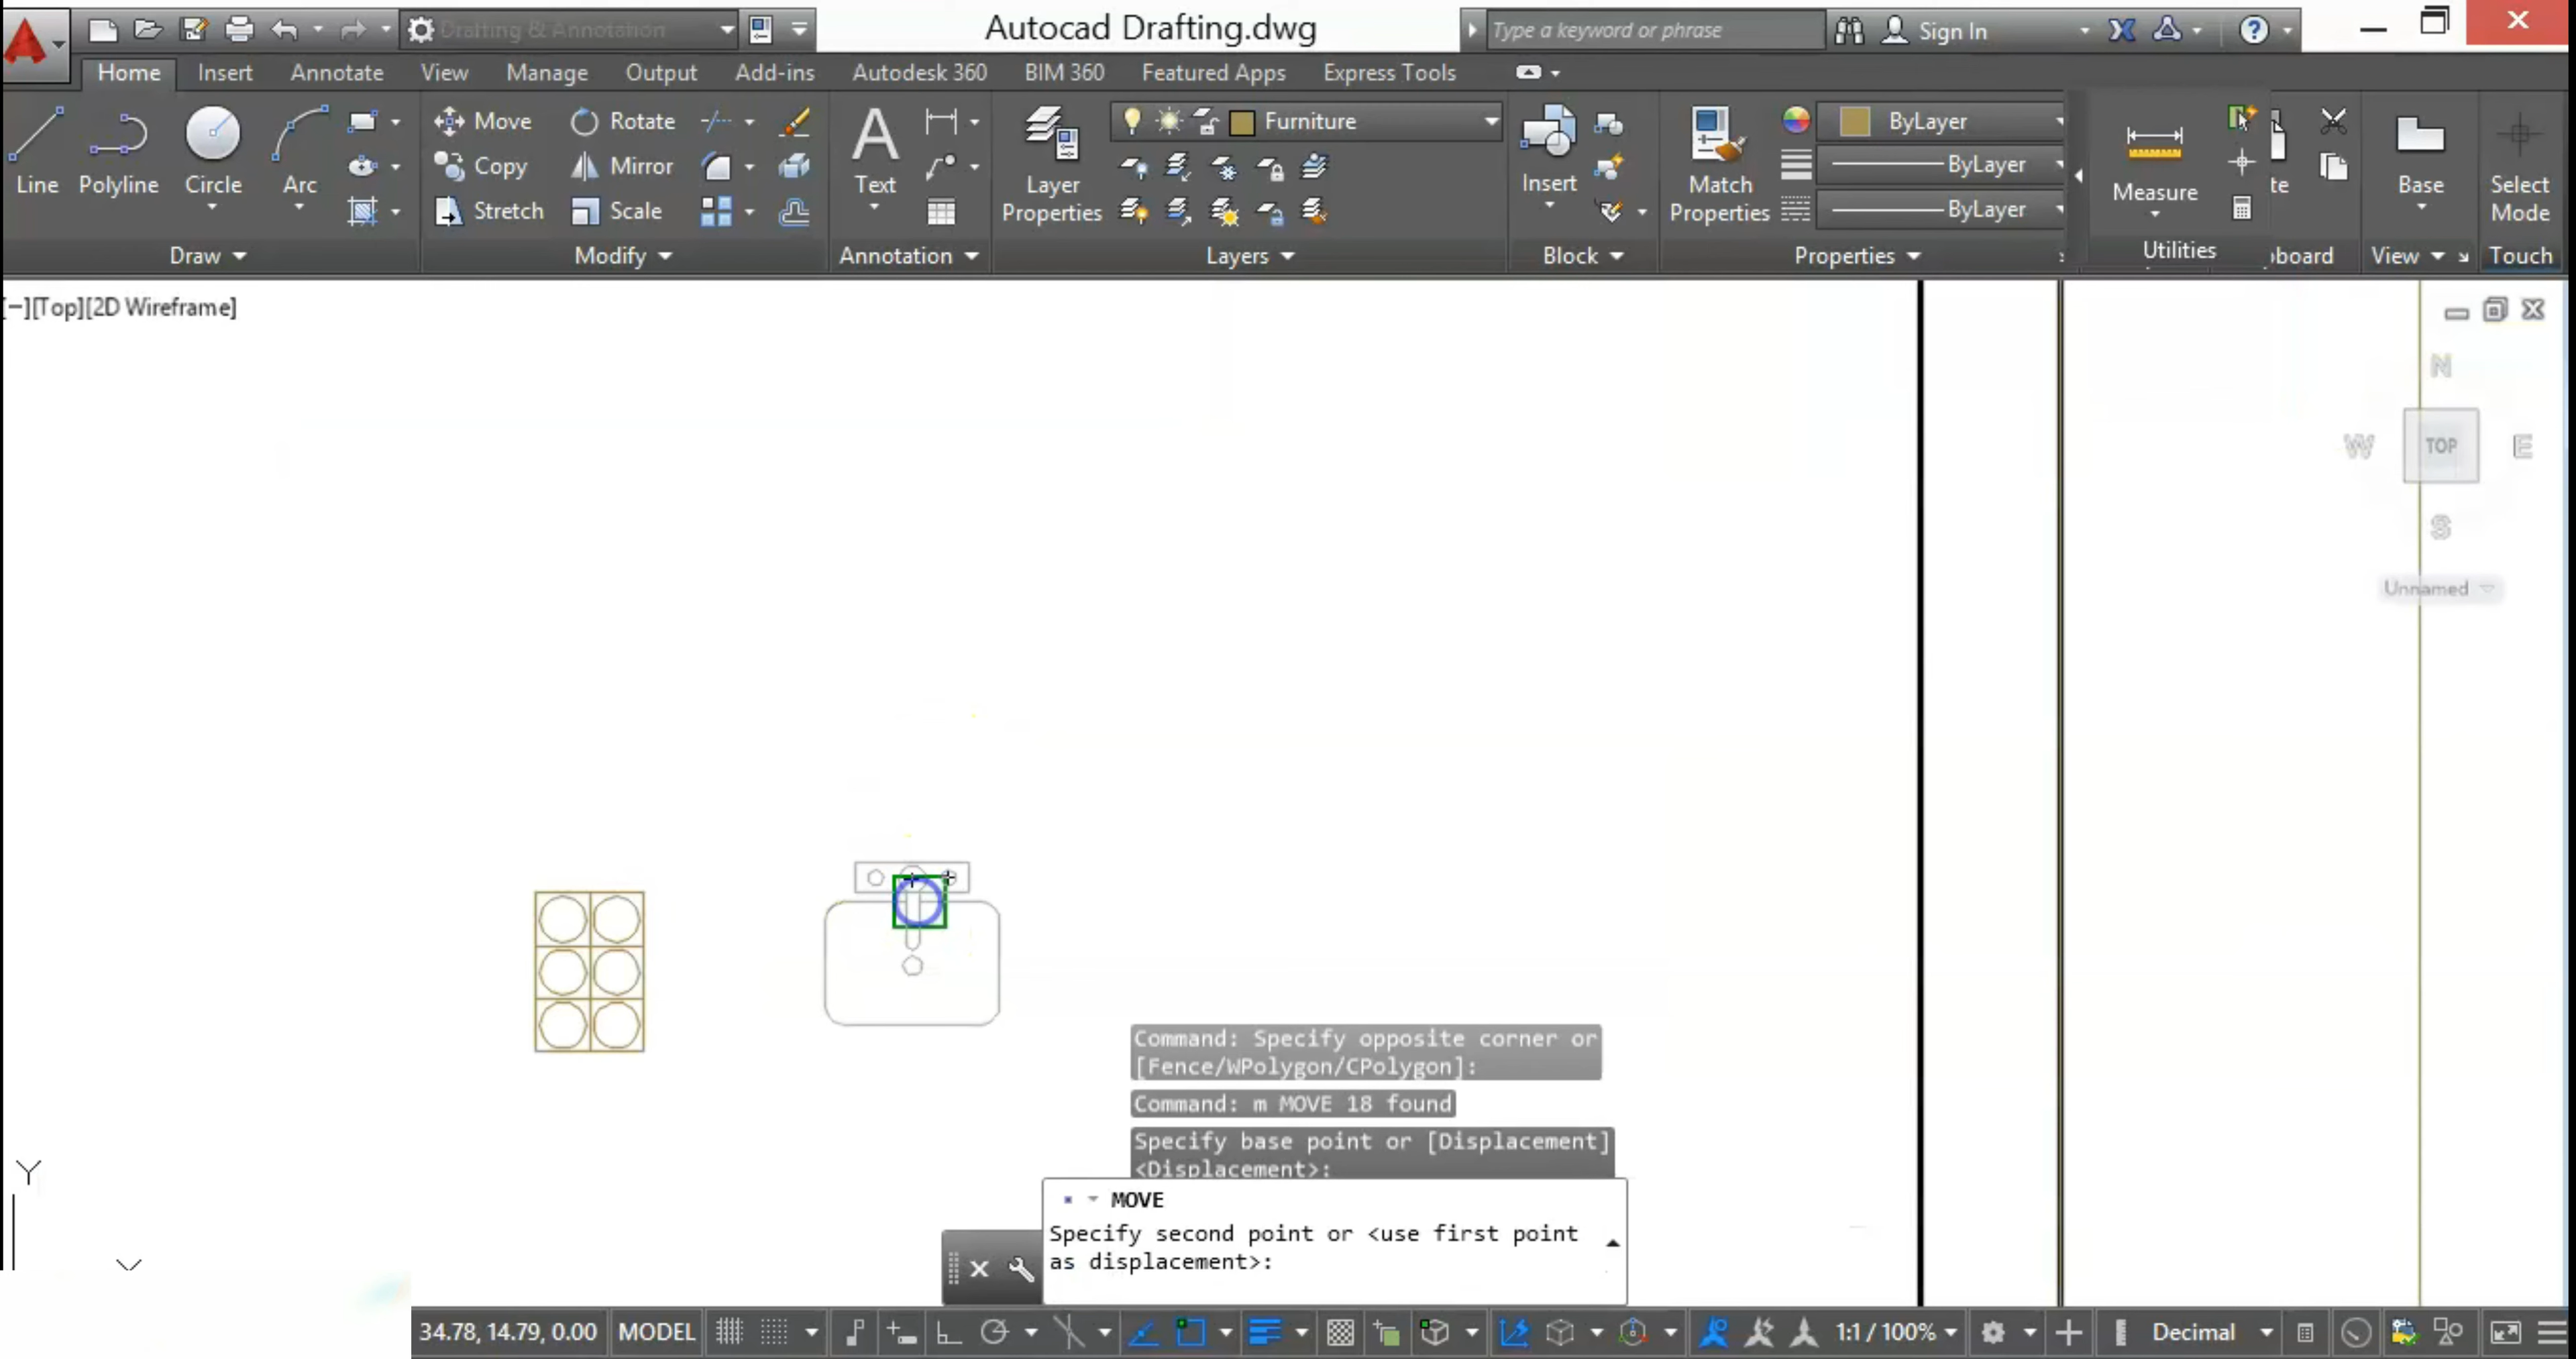 Drafting & Annotation
Autocad Drafting.dwg
Type a keyword or phrase
Sign In
Home Insert Annotate View Manage Output Add-ins Autodesk 360 BIM 360 Featured Apps Express Tools
Line
Polyline
Circle
Arc
Draw
Move
Rotate
Copy
Mirror
Stretch
Scale
Modify
Text
Annotation
Layer
Properties
Furniture
Layers
Insert
Block
Match
Properties
ByLayer
ByLayer
ByLayer
Properties
Measure
Utilities
te
board
Base
View
Select
Mode
Touch
[−][Top][2D Wireframe]
N
W TOP E
S
Unnamed
Command: Specify opposite corner or
[Fence/WPolygon/CPolygon]:
Command: m MOVE 18 found
Specify base point or [Displacement]
<Displacement>:
MOVE
Specify second point or <use first point
as displacement>:
Y
34.78, 14.79, 0.00 MODEL 1:1 / 100% Decimal